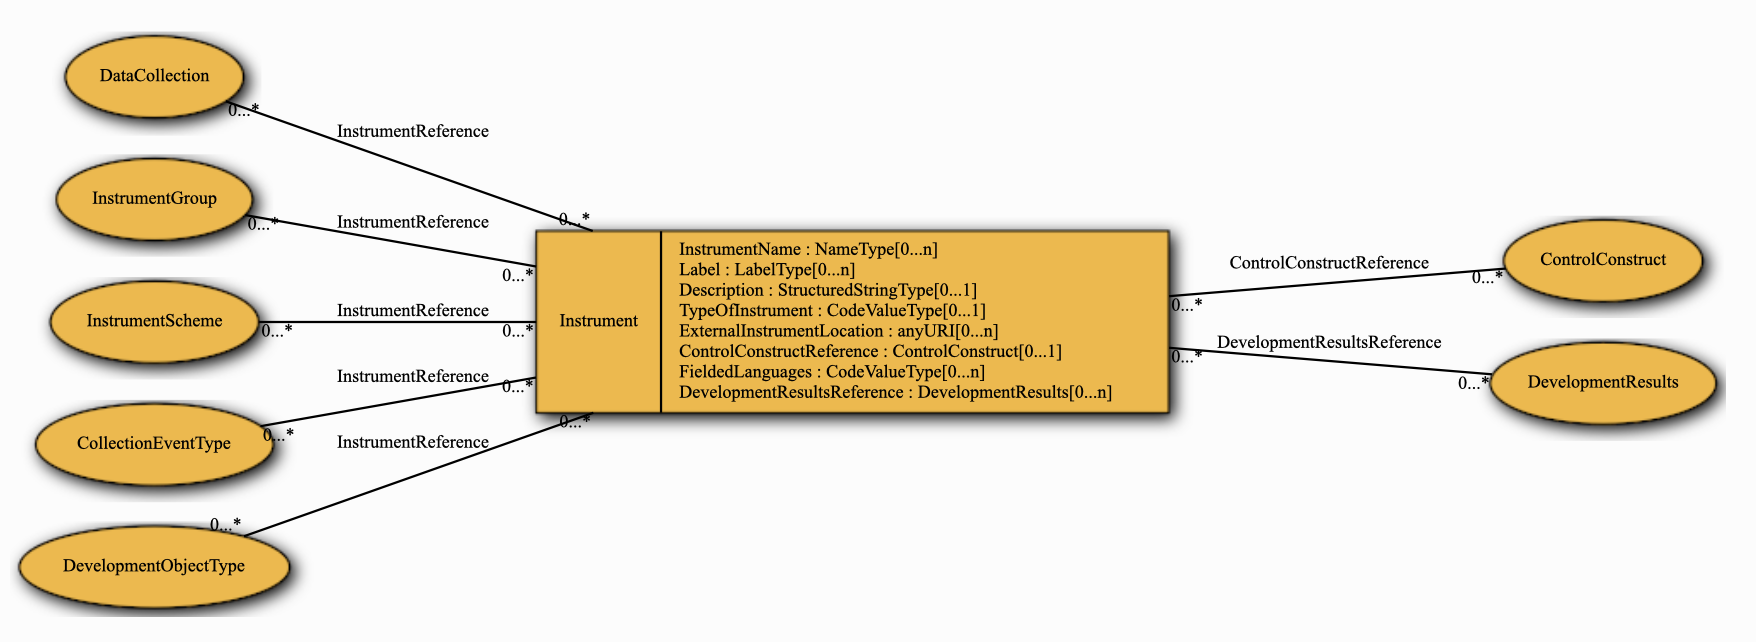 DataCollection
0...*
InstrumentReference
0...*
InstrumentGroup
0...*
InstrumentReference
0...*
InstrumentScheme
0...*
InstrumentReference
0...*
CollectionEventType
0...*
InstrumentReference
0...*
DevelopmentObjectType
0...*
InstrumentReference
0...*
Instrument
InstrumentName : NameType[0...n]
Label : LabelType[0...n]
Description : StructuredStringType[0...1]
TypeOfInstrument : CodeValueType[0...1]
ExternalInstrumentLocation : anyURI[0...n]
ControlConstructReference : ControlConstruct[0...1]
FieldedLanguages : CodeValueType[0...n]
DevelopmentResultsReference : DevelopmentResults[0...n]
0...*
ControlConstructReference
0...*
ControlConstruct
0...*
DevelopmentResultsReference
0...*
DevelopmentResults